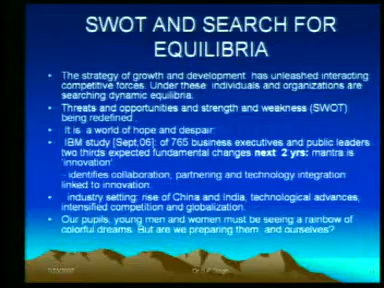 SWOT AND SEARCH FOR
EQUILIBRIA
• The strategy of growth and development has unleashed interacting
competitive forces. Under these individuals and organizations are
searching dynamic equilibria.
• Threats and opportunities and strength and weakness (SWOT)
being redefined.
• It is a world of hope and despair:
• IBM study [Sept,06]: of 765 business executives and public leaders
two thirds expected fundamental changes next 2 yrs: mantra is
'innovation'
- identifies collaboration, partnering and technology integration
linked to innovation.
• industry setting: rise of China and India, technological advances,
intensified competition and globalization.
• Our pupils, young men and women must be seeing a rainbow of
colorful dreams. But are we preparing them and ourselves?